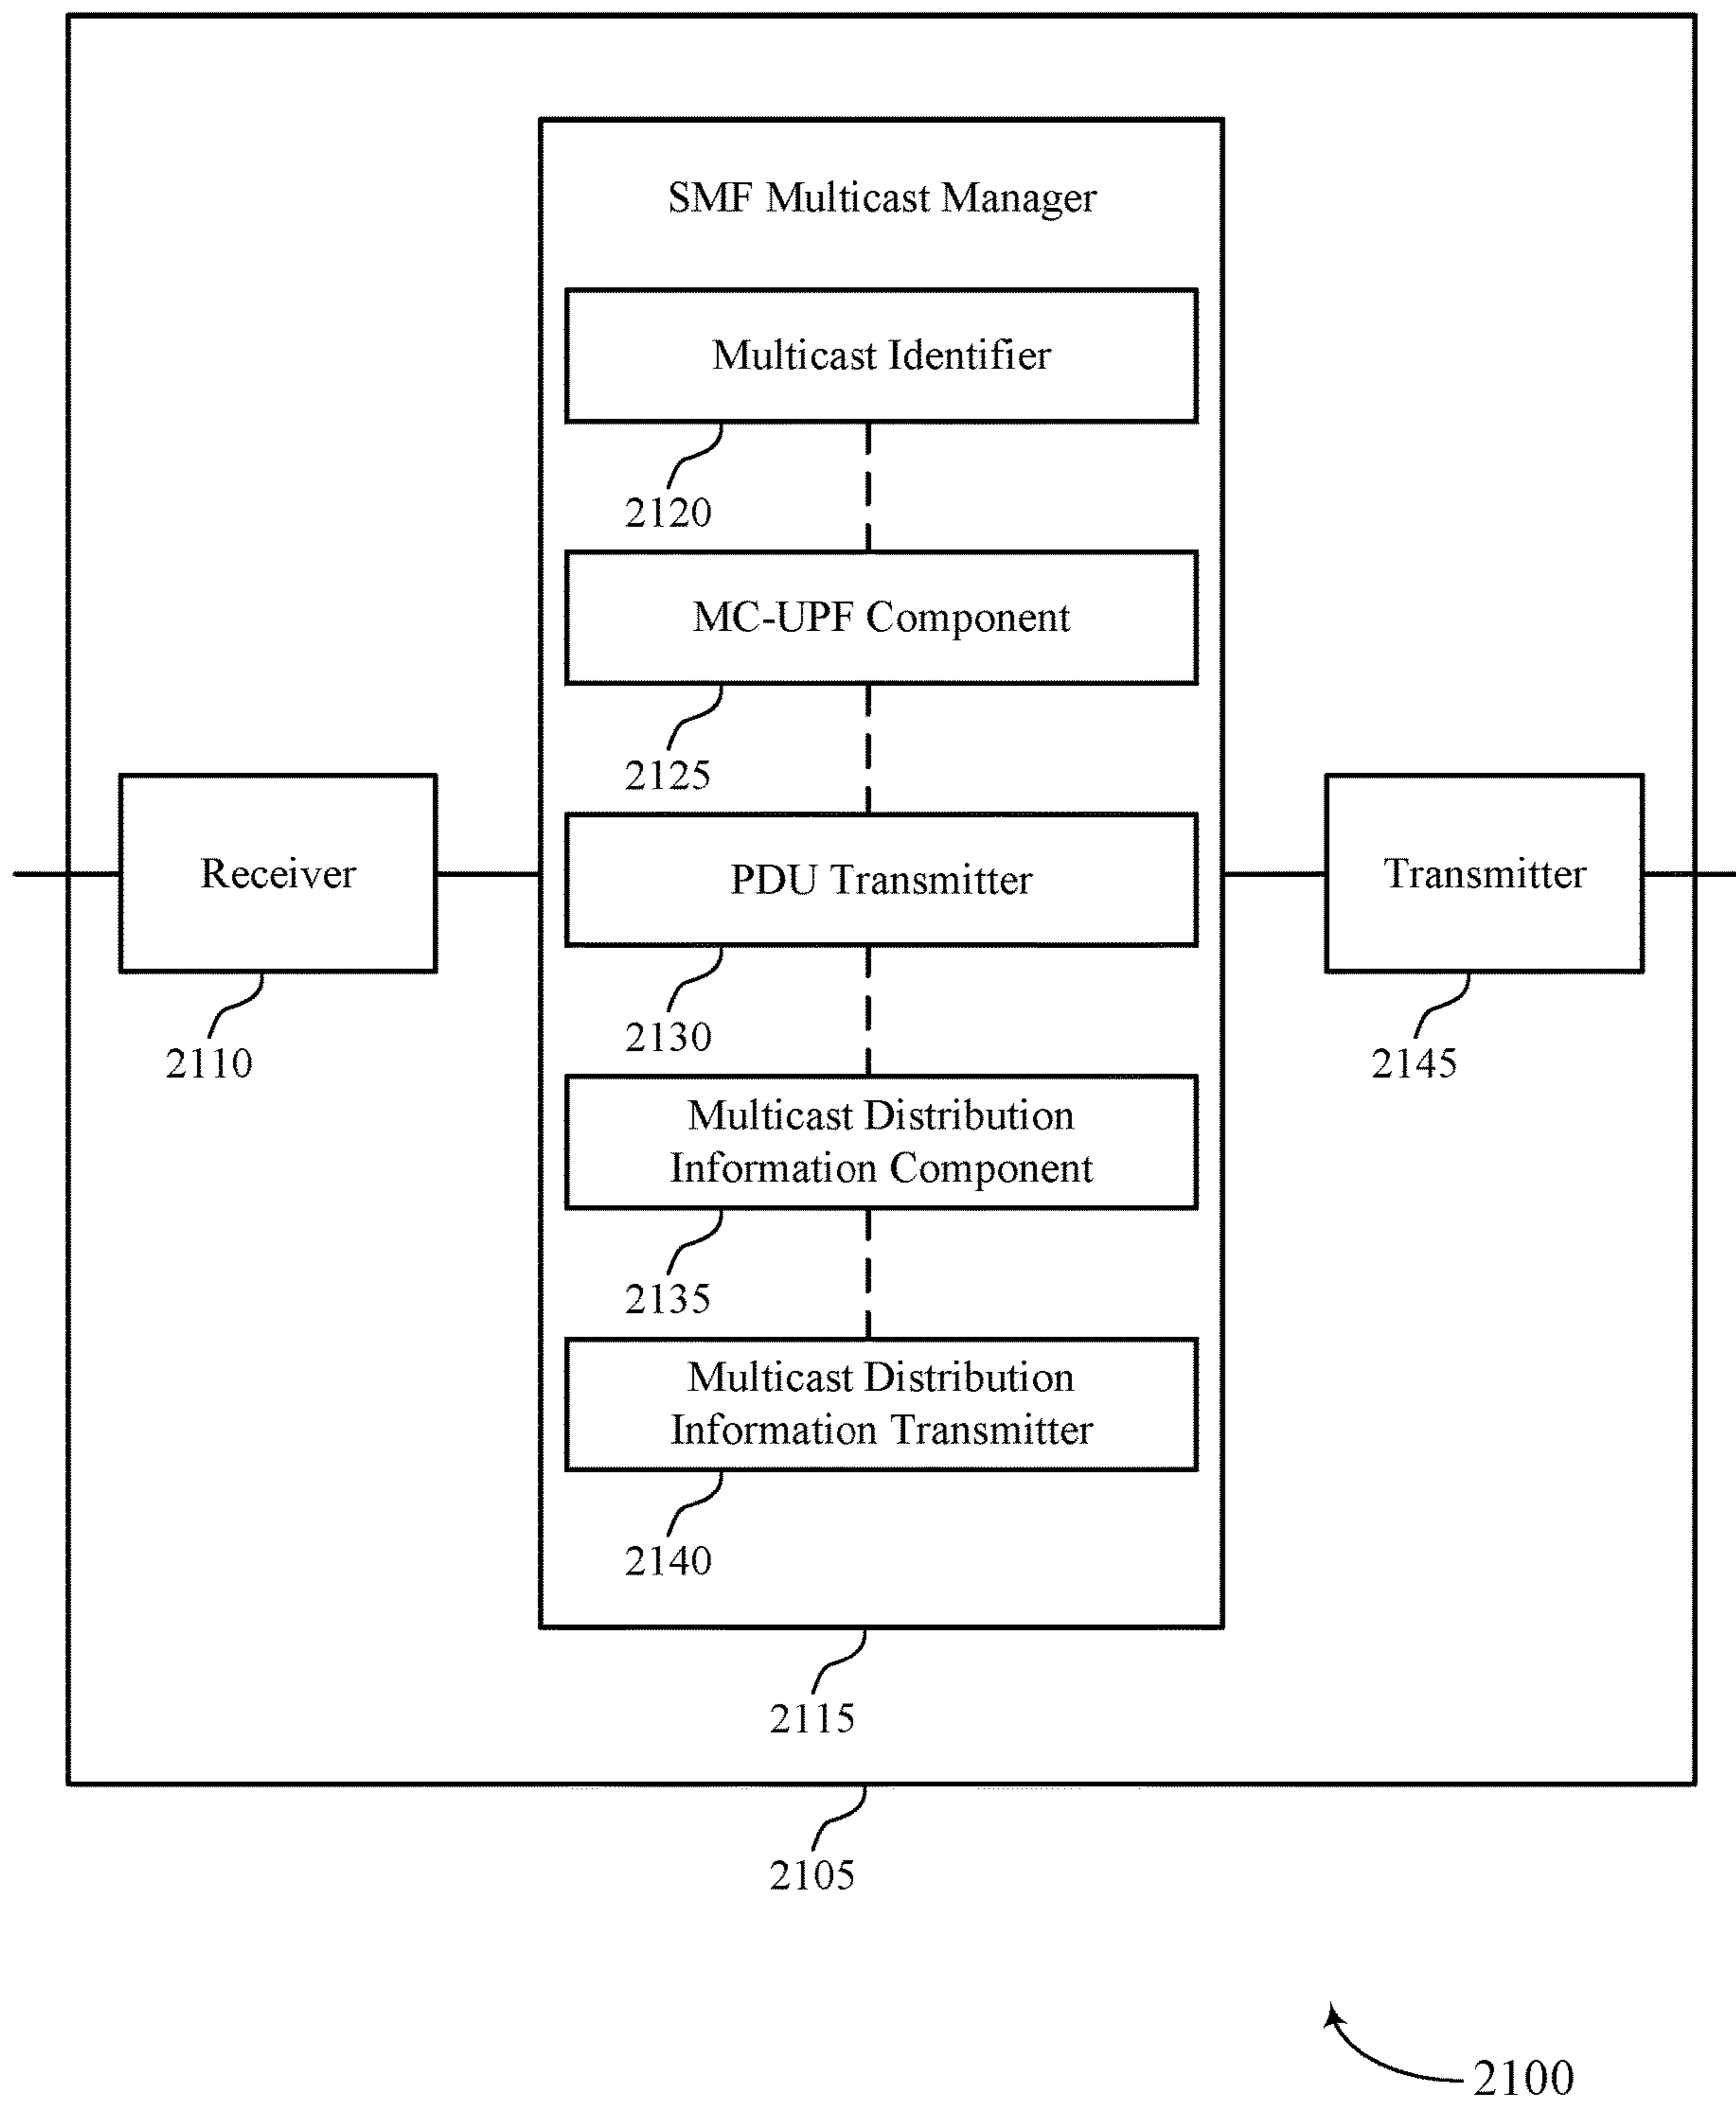 SMF Multicast Manager
Multicast Identifier
2120
MC-UPF Component
2125
Receiver
2110
PDU Transmitter
2130
Transmitter
2145
Multicast Distribution
Information Component
2135
Multicast Distribution
Information Transmitter
2140
2115
2105
2100